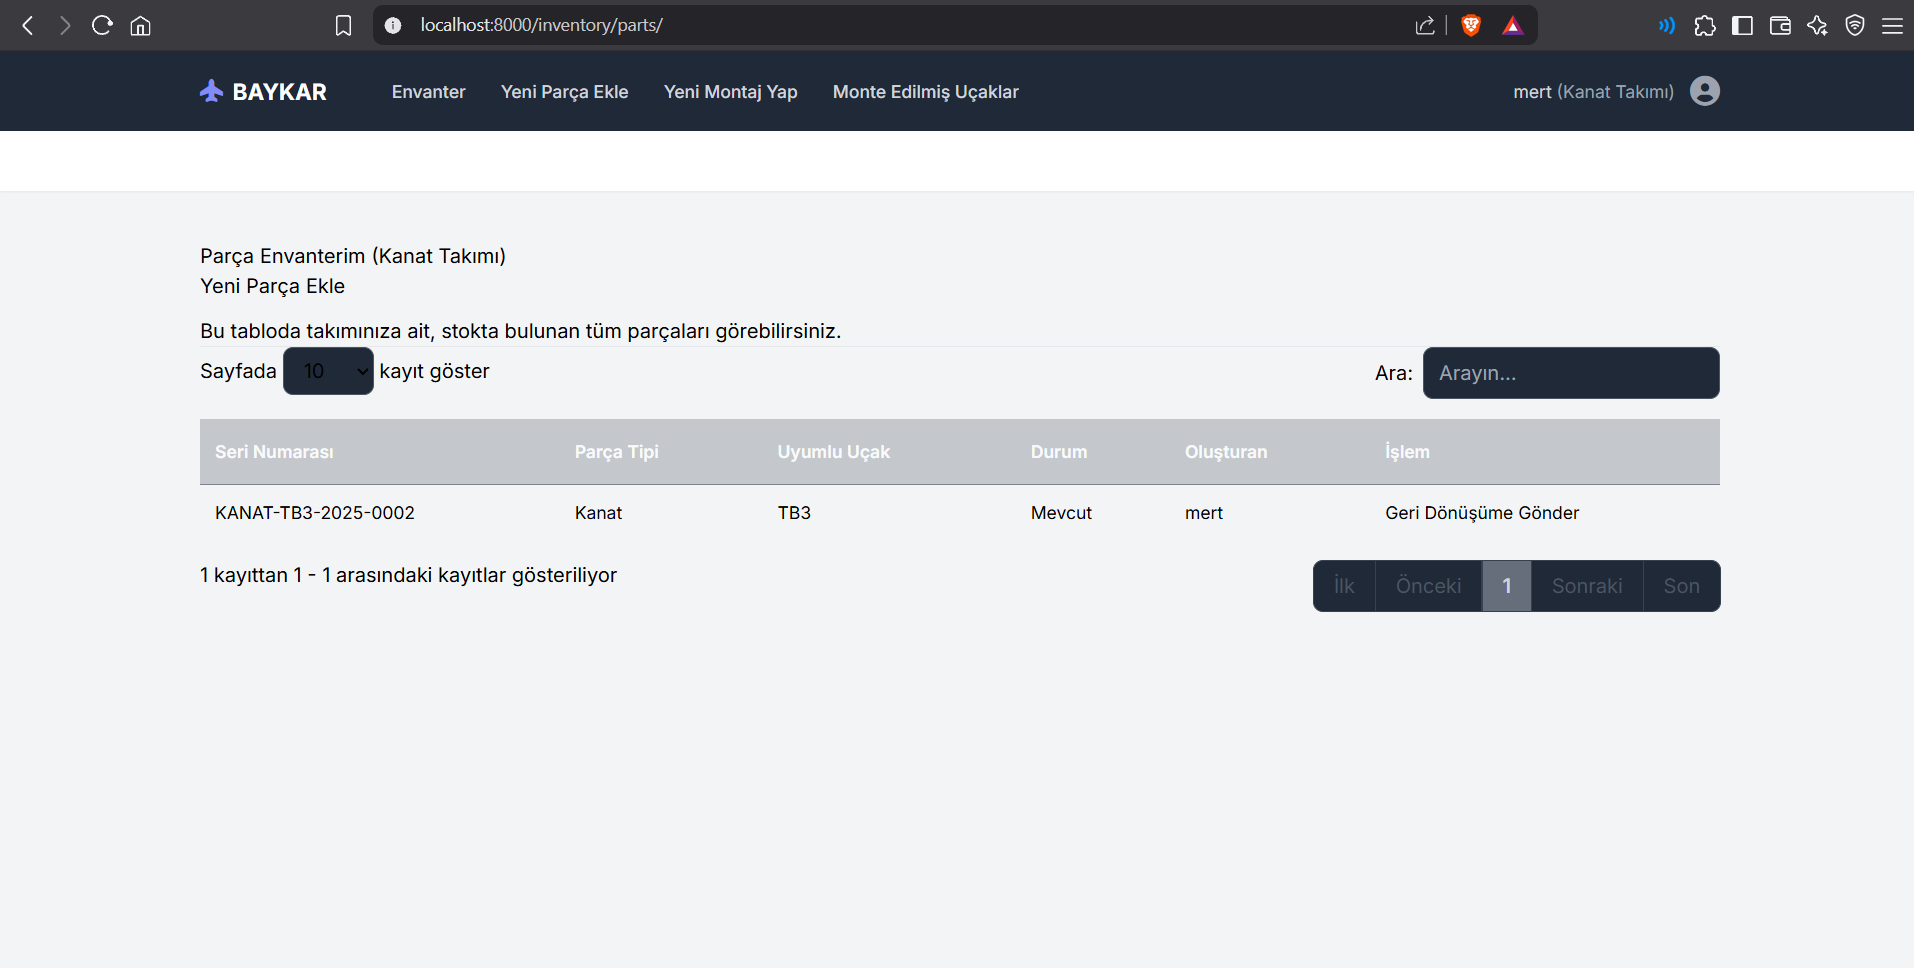 localhost:8000/inventory/parts/
BAYKAR Envanter Yeni Parça Ekle Yeni Montaj Yap Monte Edilmiş Uçaklar mert (Kanat Takımı)
Parça Envanterim (Kanat Takımı)
Yeni Parça Ekle
Bu tabloda takımınıza ait, stokta bulunan tüm parçaları görebilirsiniz.
Sayfada 10 kayıt göster Ara: Arayın...
Seri Numarası Parça Tipi Uyumlu Uçak Durum Oluşturan İşlem
KANAT-TB3-2025-0002 Kanat TB3 Mevcut mert Geri Dönüşüme Gönder
1 kayıttan 1 - 1 arasındaki kayıtlar gösteriliyor İlk Önceki 1 Sonraki Son